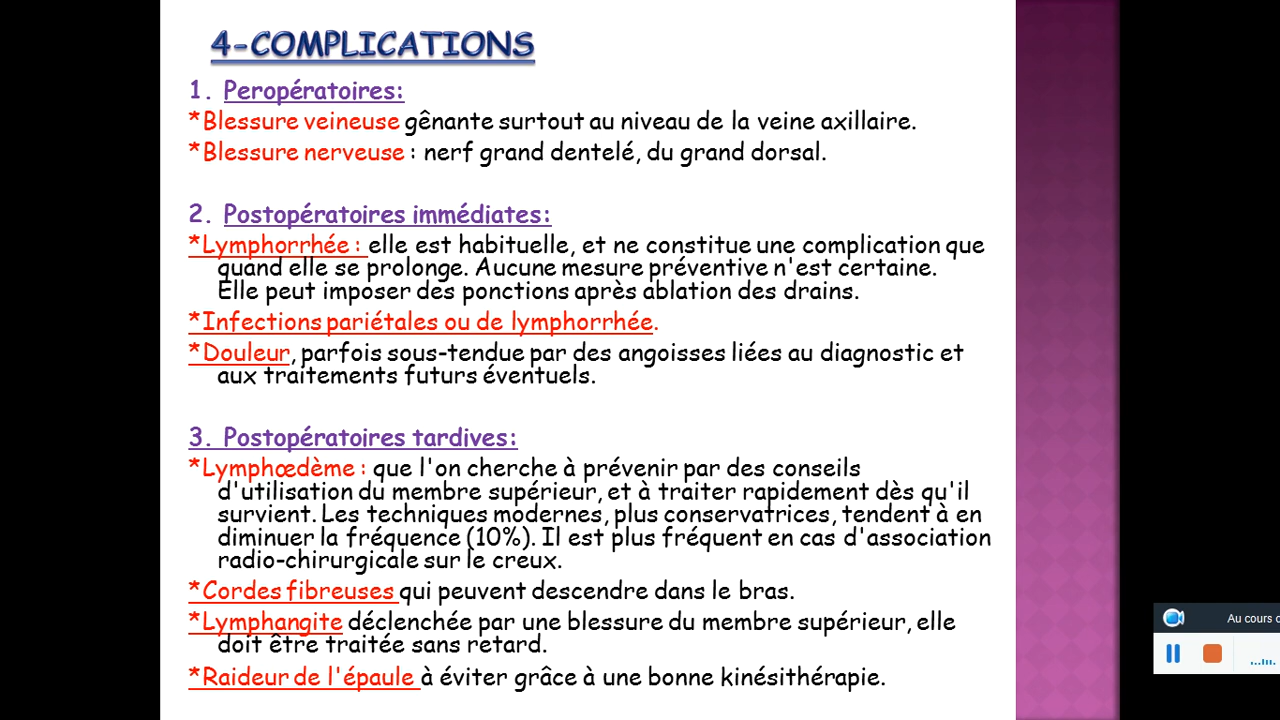 4-COMPLICATIONS
1. Peropératoires:
*Blessure veineuse gênante surtout au niveau de la veine axillaire.
*Blessure nerveuse : nerf grand dentelé, du grand dorsal.
2. Postopératoires immédiates:
*Lymphorrhée : elle est habituelle, et ne constitue une complication que
quand elle se prolonge. Aucune mesure préventive n'est certaine.
Elle peut imposer des ponctions après ablation des drains.
*Infections pariétales ou de lymphorrhée.
*Douleur, parfois sous-tendue par des angoisses liées au diagnostic et
aux traitements futurs éventuels.
3. Postopératoires tardives:
*Lymphœdème : que l'on cherche à prévenir par des conseils
d'utilisation du membre supérieur, et à traiter rapidement dès qu'il
survient. Les techniques modernes, plus conservatrices, tendent à en
diminuer la fréquence (10%). Il est plus fréquent en cas d'association
radio-chirurgicale sur le creux.
*Cordes fibreuses qui peuvent descendre dans le bras.
*Lymphangite déclenchée par une blessure du membre supérieur, elle
doit être traitée sans retard.
*Raideur de l'épaule à éviter grâce à une bonne kinésithérapie.
Au cours